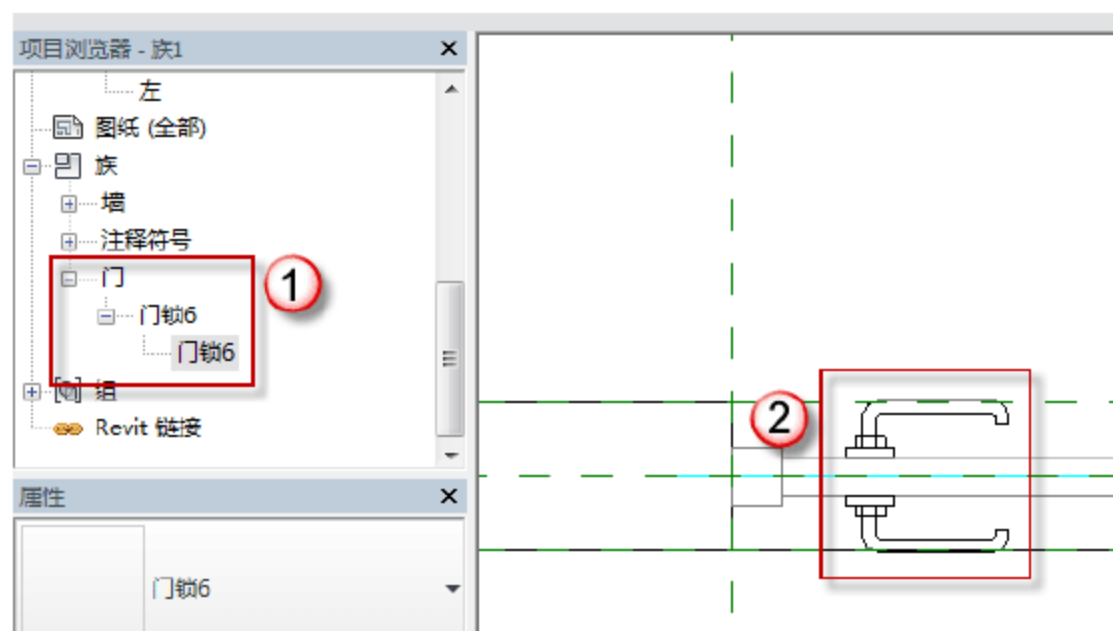 项目浏览器 - 族1
左
图纸 (全部)
族
墙
注释符号
门
门锁6
门锁6
组
Revit 链接
属性
门锁6
1
2